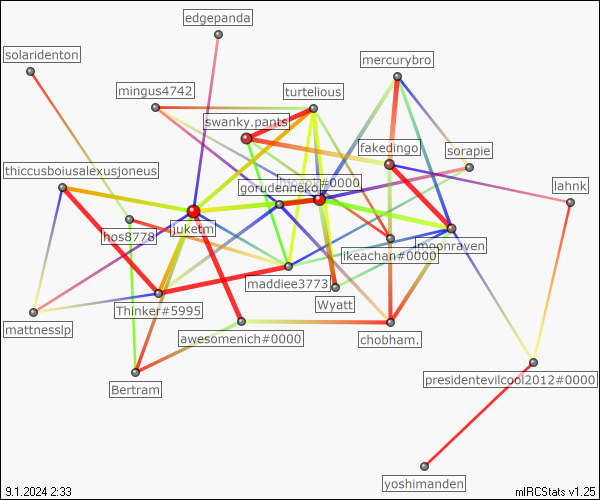 edgepanda
solaridenton
mercurybro
mingus4742
turtelious
swanky.pants
fakedingo
sorapie
thiccusboiusalexusjoneus
gorudenneko
#0000
lahnk
juketm
hos8778
moonraven
Ikeachan#0000
maddiee3773
Wyatt
Thinker#5995
mattnesslp
awesomenich#0000
chobham.
Bertram
presidentevilcool2012#0000
yoshimanden
9.1.2024 2:33
mIRCStats v1.25